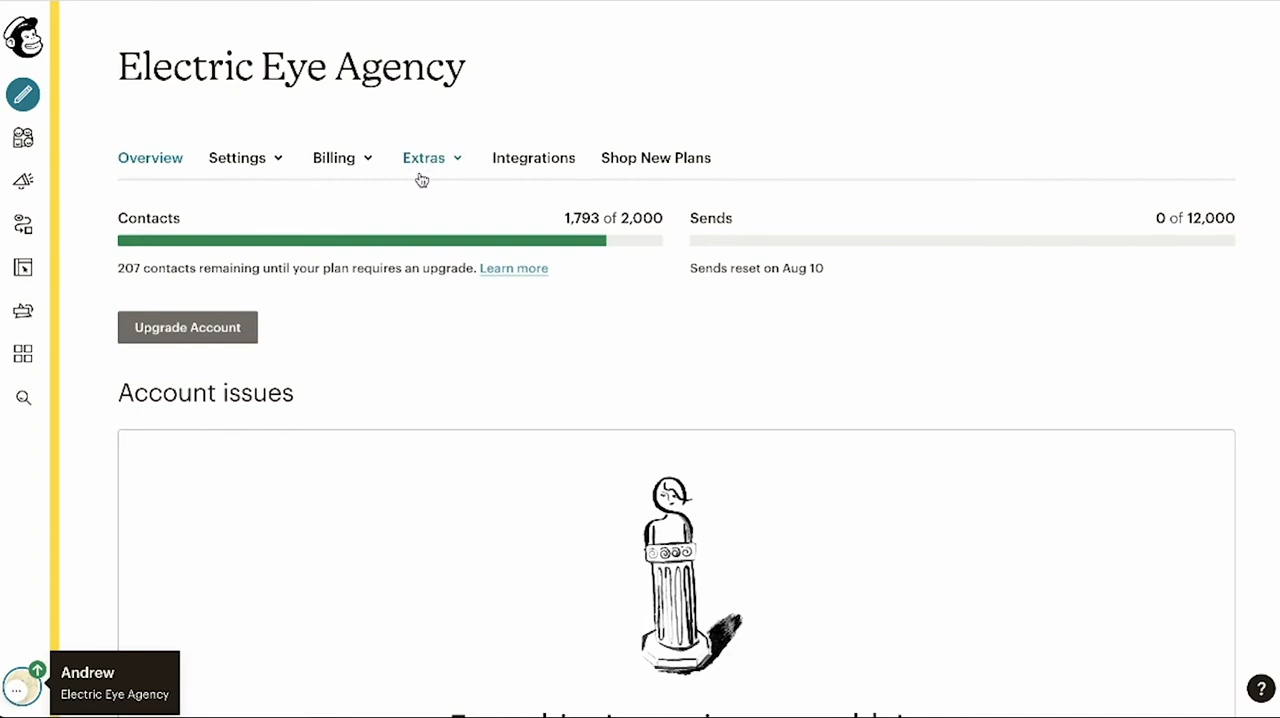 Electric Eye Agency
Overview Settings Billing Extras Integrations Shop New Plans
Contacts 1,793 of 2,000
207 contacts remaining until your plan requires an upgrade. Learn more
Sends 0 of 12,000
Sends reset on Aug 10
Upgrade Account
Account issues
Andrew
Electric Eye Agency
?